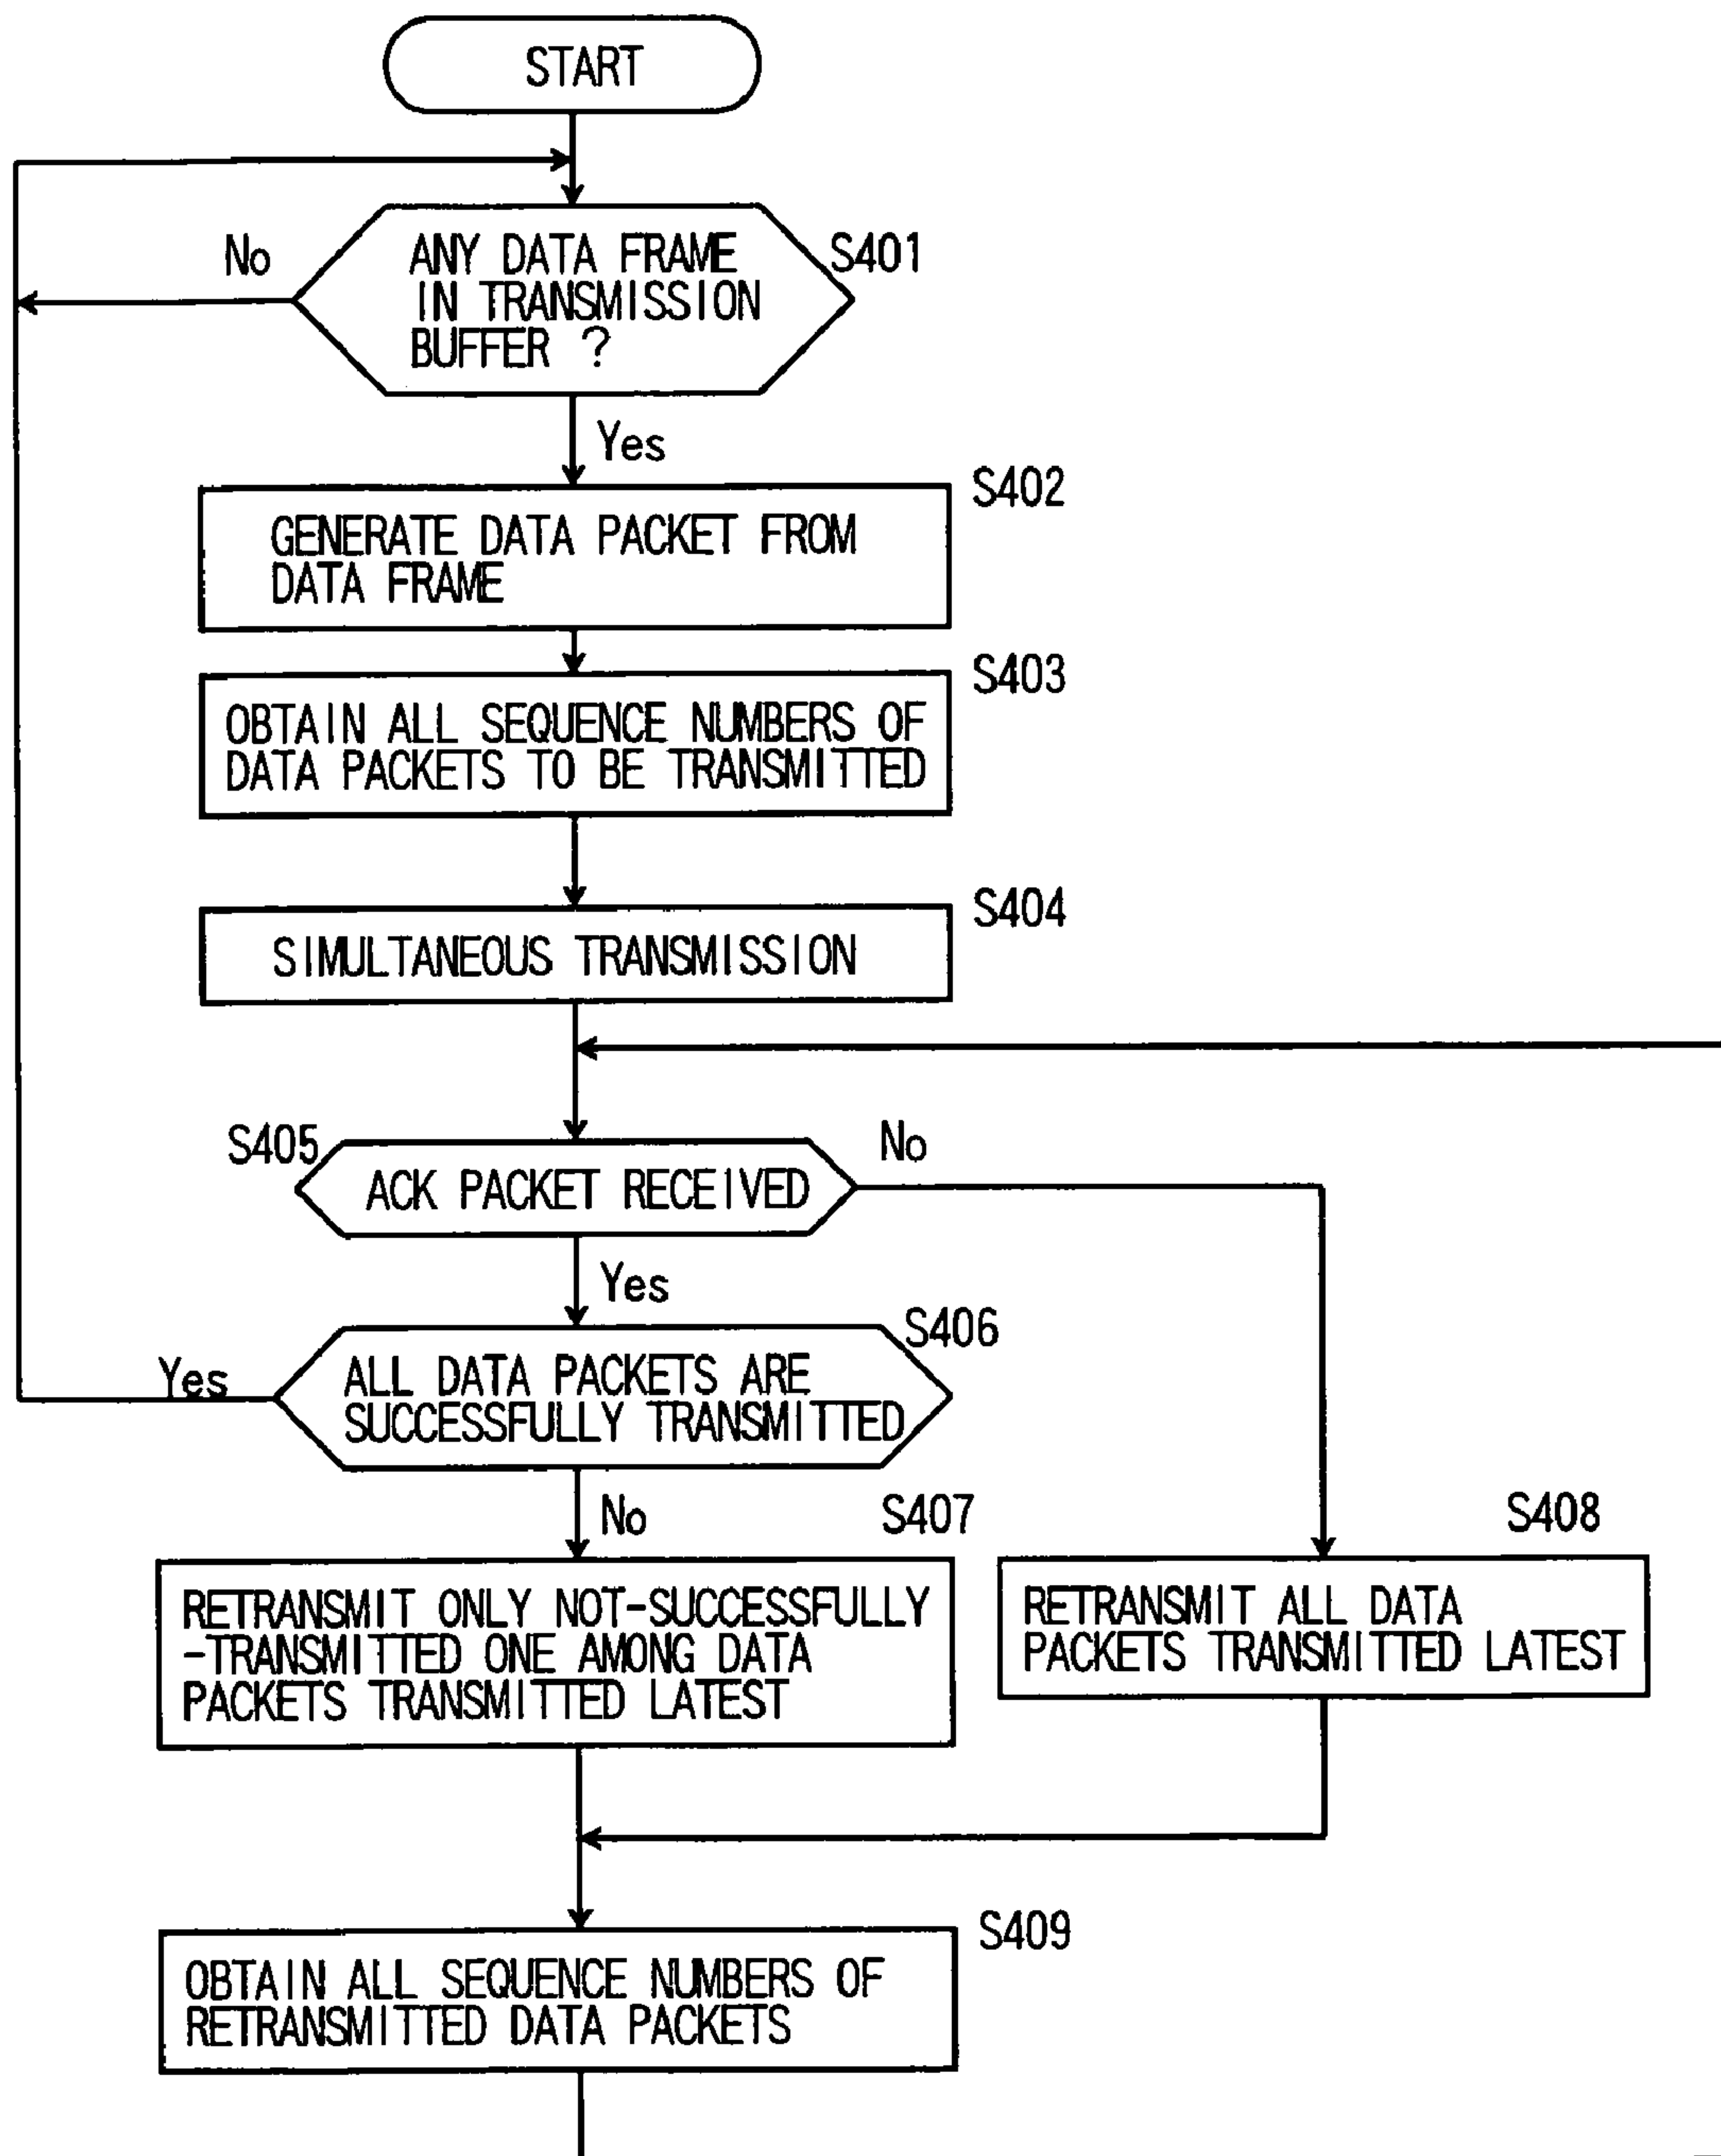 START
No
ANY DATA FRAME
IN TRANSMISSION
BUFFER ?
S401
Yes
S402
GENERATE DATA PACKET FROM
DATA FRAME
S403
OBTAIN ALL SEQUENCE NUMBERS OF
DATA PACKETS TO BE TRANSMITTED
S404
SIMULTANEOUS TRANSMISSION
S405
ACK PACKET RECEIVED
No
Yes
S406
Yes
ALL DATA PACKETS ARE
SUCCESSFULLY TRANSMITTED
No
S407
S408
RETRANSMIT ONLY NOT-SUCCESSFULLY
-TRANSMITTED ONE AMONG DATA
PACKETS TRANSMITTED LATEST
RETRANSMIT ALL DATA
PACKETS TRANSMITTED LATEST
S409
OBTAIN ALL SEQUENCE NUMBERS OF
RETRANSMITTED DATA PACKETS